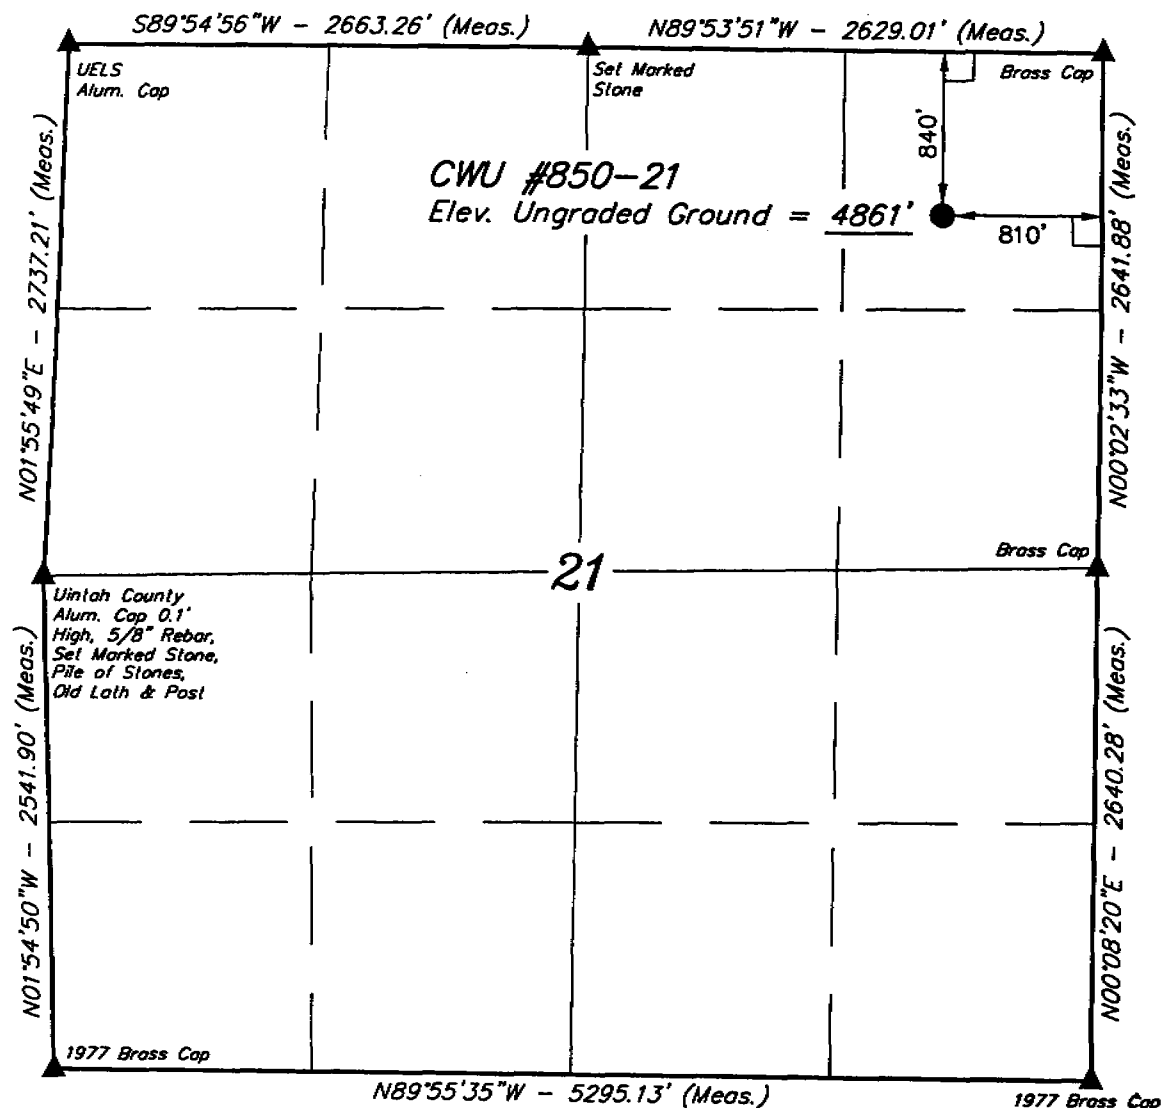 S89°54'56"W - 2663.26' (Meas.)
N89°53'51"W - 2629.01' (Meas.)
UELS
Alum. Cap
Set Marked
Stone
Brass Cap
840'
CWU #850-21
Elev. Ungraded Ground = 4861'
810'
N01°55'49"E - 2737.21' (Meas.)
N00°02'33"W - 2641.88' (Meas.)
Brass Cap
21
Uintah County
Alum. Cap 0.1'
High, 5/8" Rebar,
Set Marked Stone,
Pile of Stones,
Old Lath & Post
N01°54'50"W - 2541.90' (Meas.)
N00°08'20"E - 2640.28' (Meas.)
1977 Brass Cap
N89°55'35"W - 5295.13' (Meas.)
1977 Brass Cap